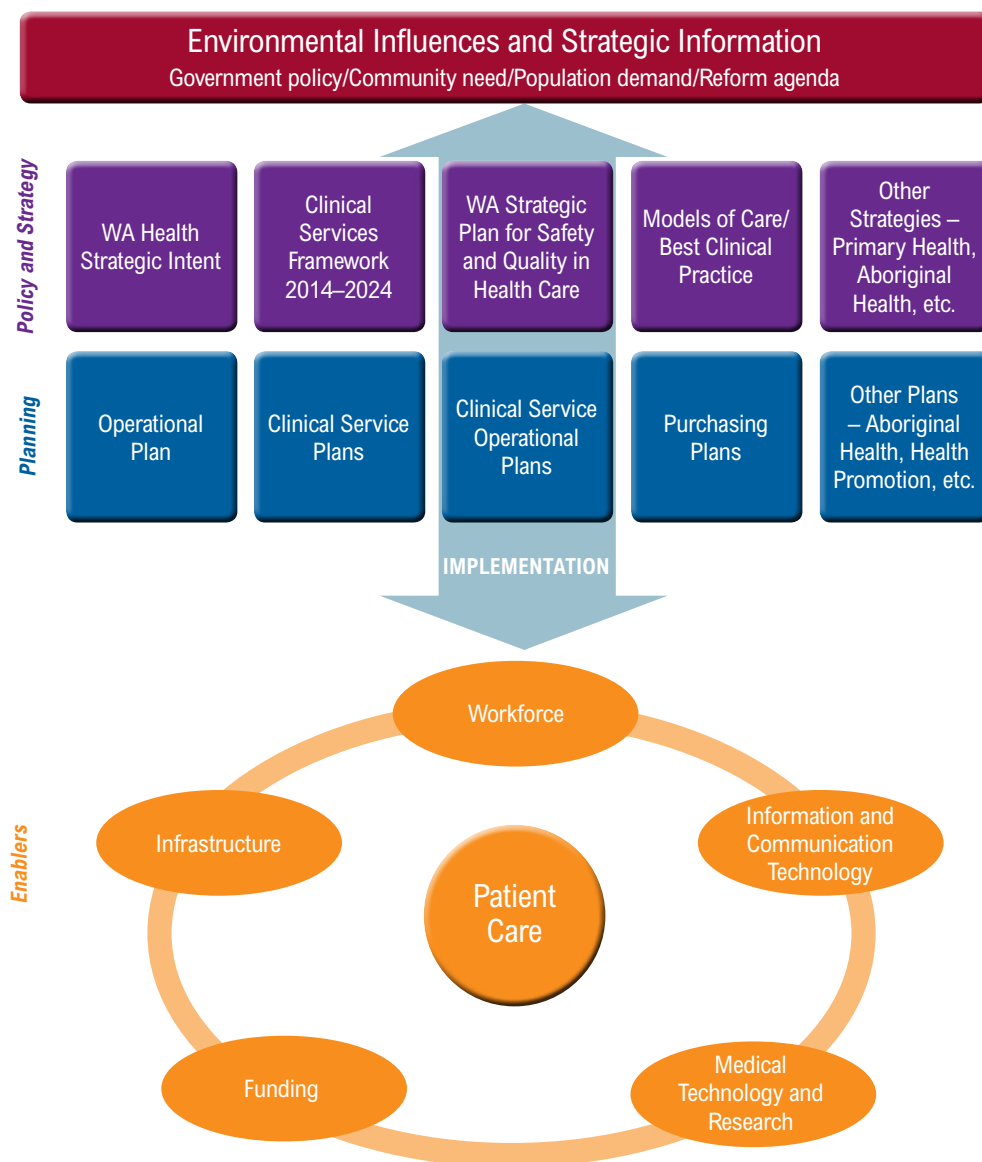 Environmental Influences and Strategic Information
Government policy/Community need/Population demand/Reform agenda
Policy and Strategy
WA Health
Strategic Intent
Clinical
Services
Framework
2014–2024
WA Strategic
Plan for Safety
and Quality in
Health Care
Models of Care/
Best Clinical
Practice
Other
Strategies –
Primary Health,
Aboriginal
Health, etc.
Planning
Operational
Plan
Clinical Service
Plans
Clinical Service
Operational
Plans
Purchasing
Plans
Other Plans
– Aboriginal
Health, Health
Promotion, etc.
IMPLEMENTATION
Enablers
Workforce
Infrastructure
Information and
Communication
Technology
Patient
Care
Funding
Medical
Technology and
Research